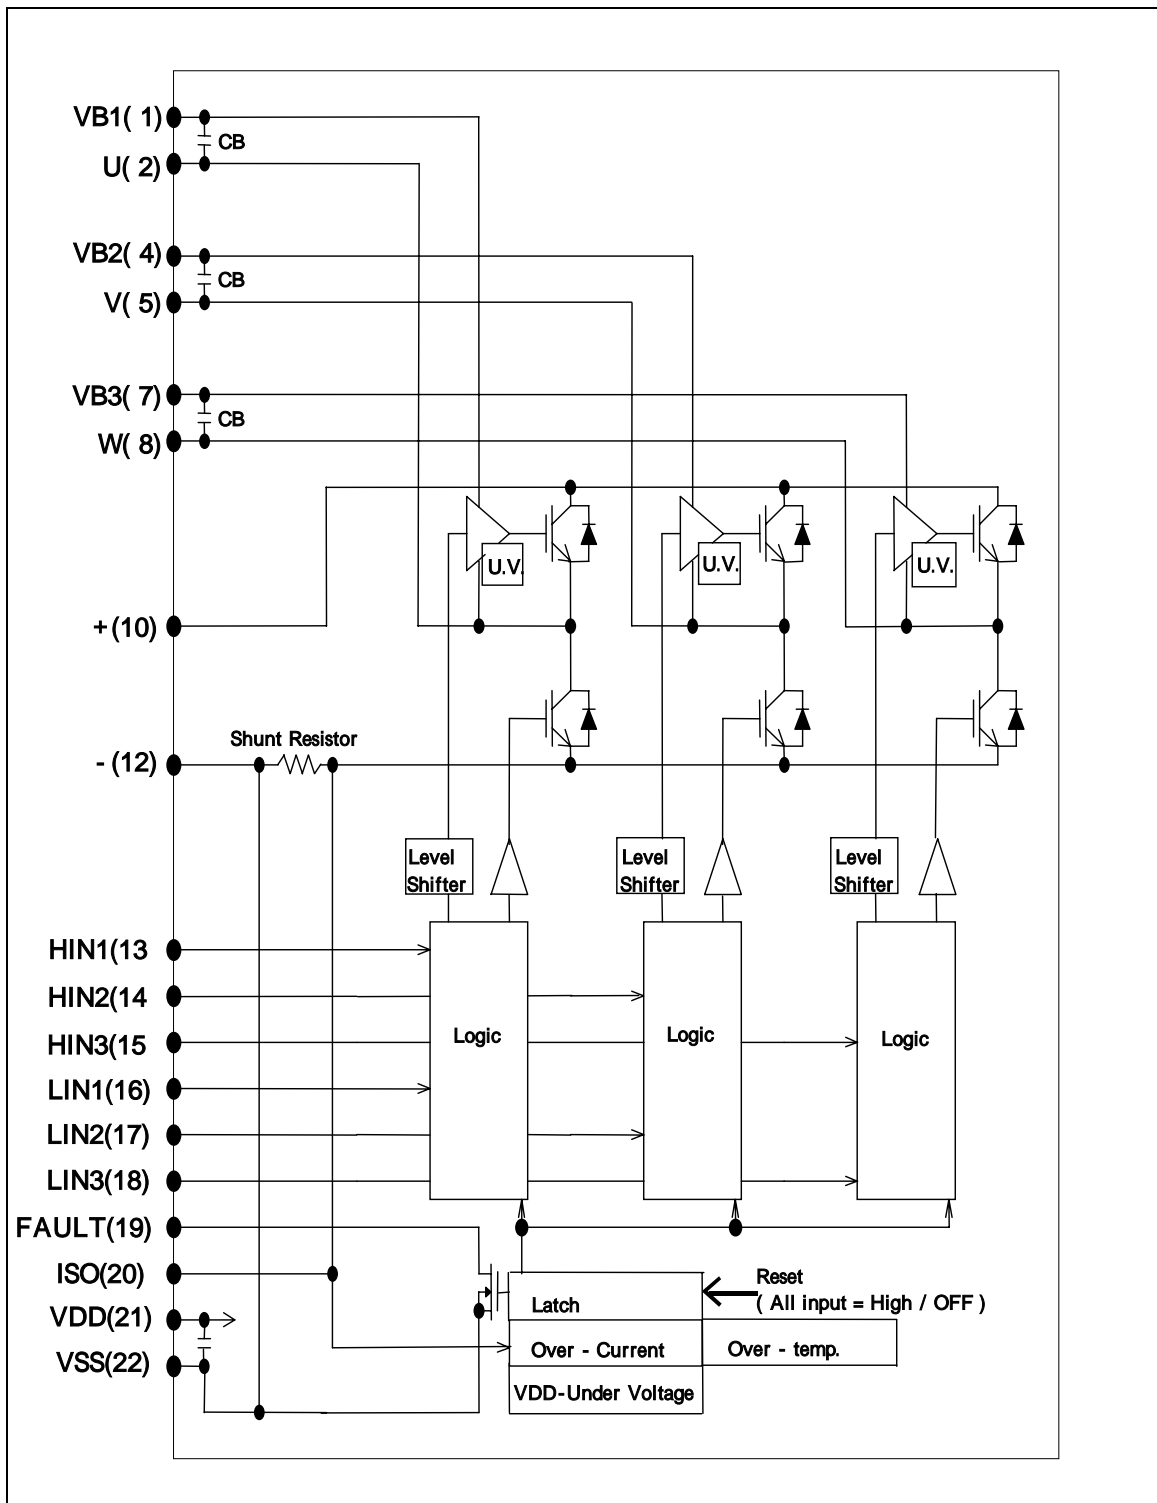 VB1( 1)
CB
U( 2)
VB2( 4)
CB
V( 5)
VB3( 7)
CB
W( 8)
U.V.
U.V.
U.V.
+(10)
Shunt Resistor
- (12)
Level
Shifter
Level
Shifter
Level
Shifter
HIN1(13
HIN2(14
HIN3(15
Logic
Logic
Logic
LIN1(16)
LIN2(17)
LIN3(18)
FAULT(19)
ISO(20)
Reset
( All input = High / OFF )
Latch
VDD(21)
Over - Current
Over - temp.
VSS(22)
VDD-Under Voltage